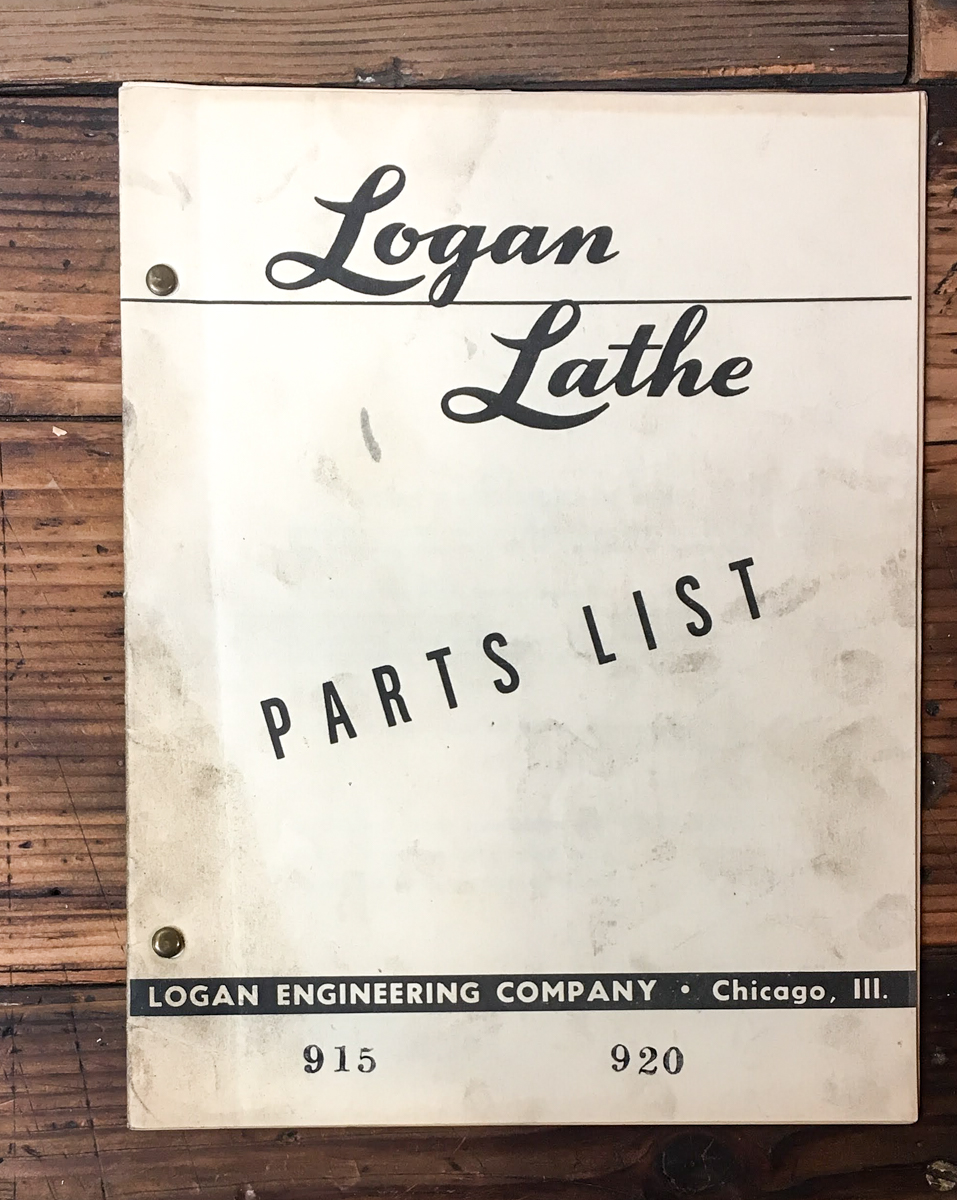 Logan
Lathe
PARTS LIST
LOGAN ENGINEERING COMPANY • Chicago, Ill.
915 920